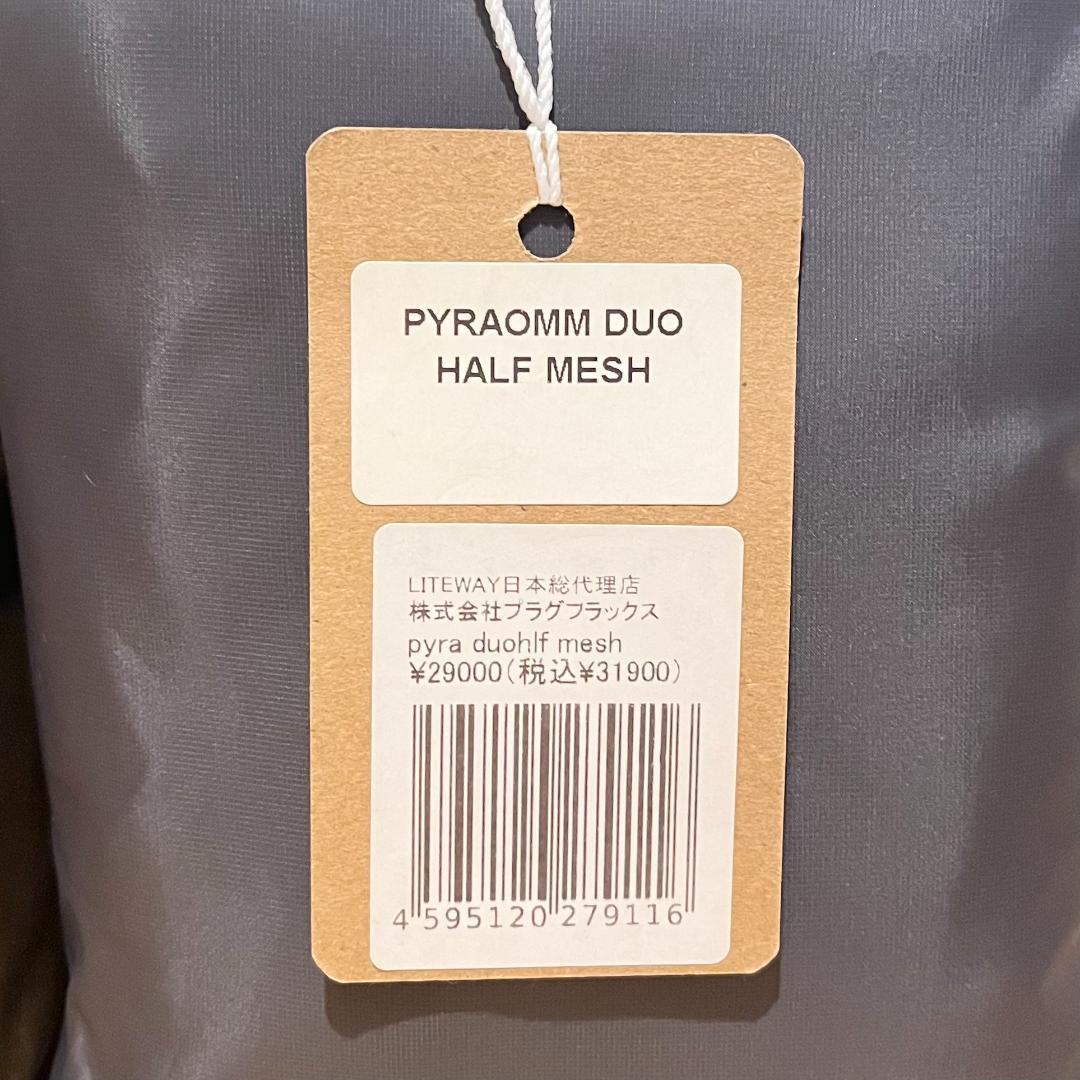 PYRAOMM DUO
HALF MESH
LITEWAY日本総代理店
株式会社プラグフラックス
pyra duohlf mesh
¥29000(税込¥31900)
4 595120 279116